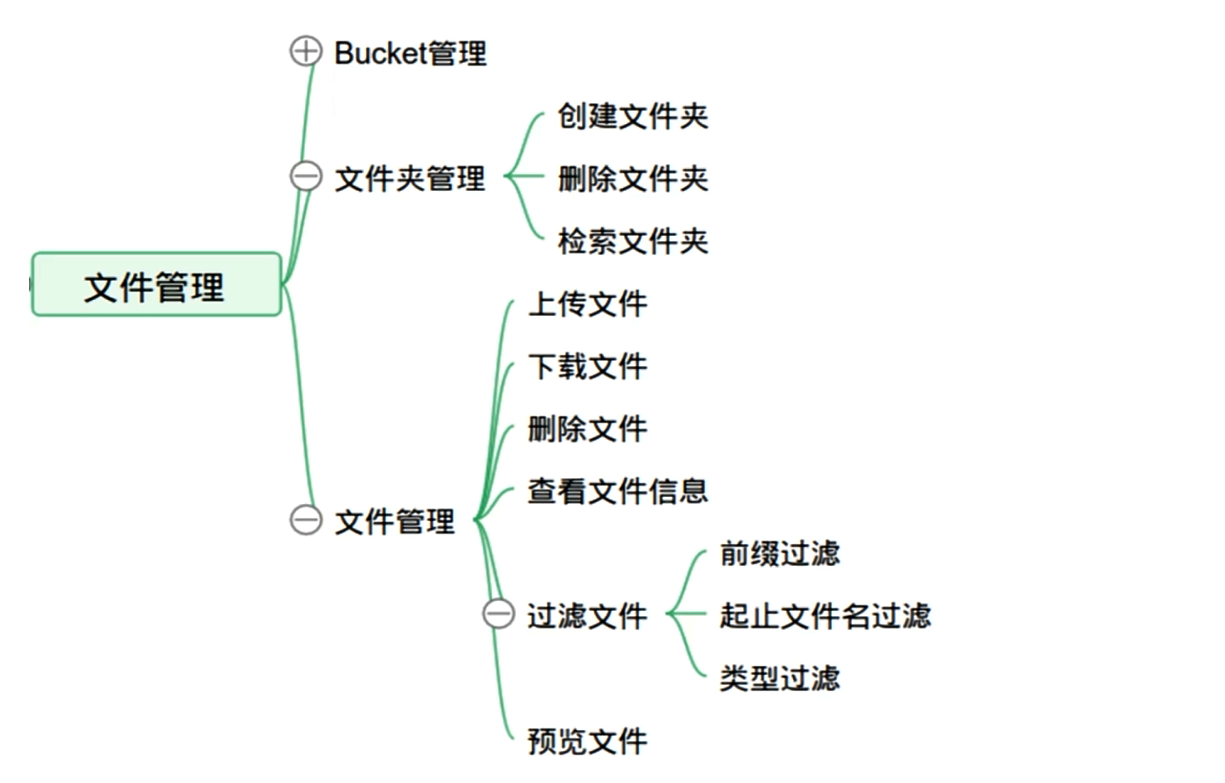 Bucket管理
创建文件夹
文件夹管理
删除文件夹
检索文件夹
文件管理
上传文件
下载文件
删除文件
查看文件信息
文件管理
前缀过滤
过滤文件
起止文件名过滤
类型过滤
预览文件